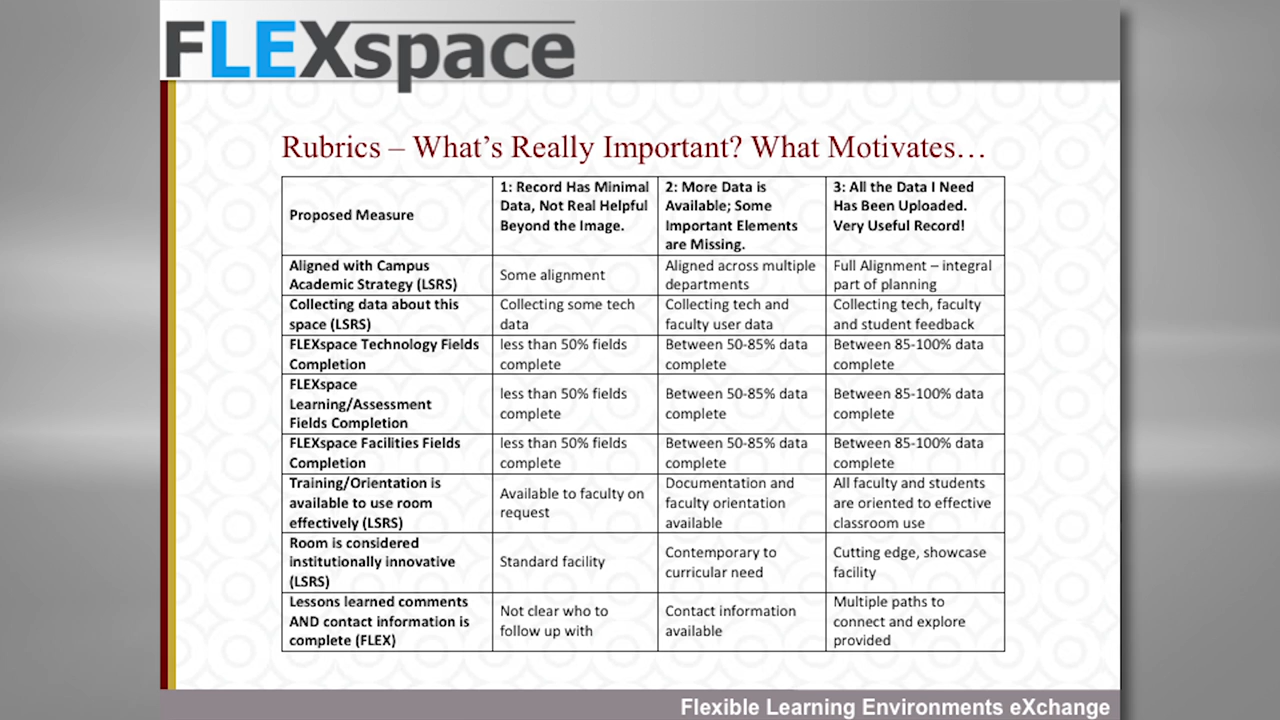 FLEXspace
Rubrics – What's Really Important? What Motivates…
Proposed Measure
1: Record Has Minimal
Data, Not Real Helpful
Beyond the Image.
2: More Data is
Available; Some
Important Elements
are Missing.
3: All the Data I Need
Has Been Uploaded.
Very Useful Record!
Aligned with Campus
Academic Strategy (LSRS)
Some alignment
Aligned across multiple
departments
Full Alignment – integral
part of planning
Collecting data about this
space (LSRS)
Collecting some tech
data
Collecting tech and
faculty user data
Collecting tech, faculty
and student feedback
FLEXspace Technology Fields
Completion
less than 50% fields
complete
Between 50-85% data
complete
Between 85-100% data
complete
FLEXspace
Learning/Assessment
Fields Completion
less than 50% fields
complete
Between 50-85% data
complete
Between 85-100% data
complete
FLEXspace Facilities Fields
Completion
less than 50% fields
complete
Between 50-85% data
complete
Between 85-100% data
complete
Training/Orientation is
available to use room
effectively (LSRS)
Available to faculty on
request
Documentation and
faculty orientation
available
All faculty and students
are oriented to effective
classroom use
Room is considered
institutionally innovative
(LSRS)
Standard facility
Contemporary to
curricular need
Cutting edge, showcase
facility
Lessons learned comments
AND contact information is
complete (FLEX)
Not clear who to
follow up with
Contact information
available
Multiple paths to
connect and explore
provided
Flexible Learning Environments eXchange